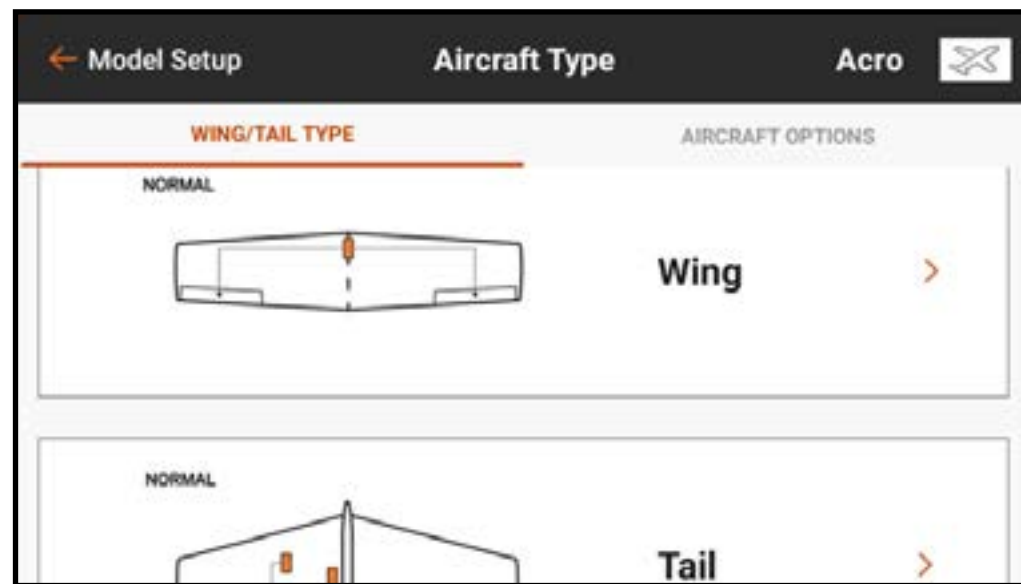 ← Model Setup Aircraft Type Acro
WING/TAIL TYPE AIRCRAFT OPTIONS
NORMAL
Wing >
NORMAL
Tail >